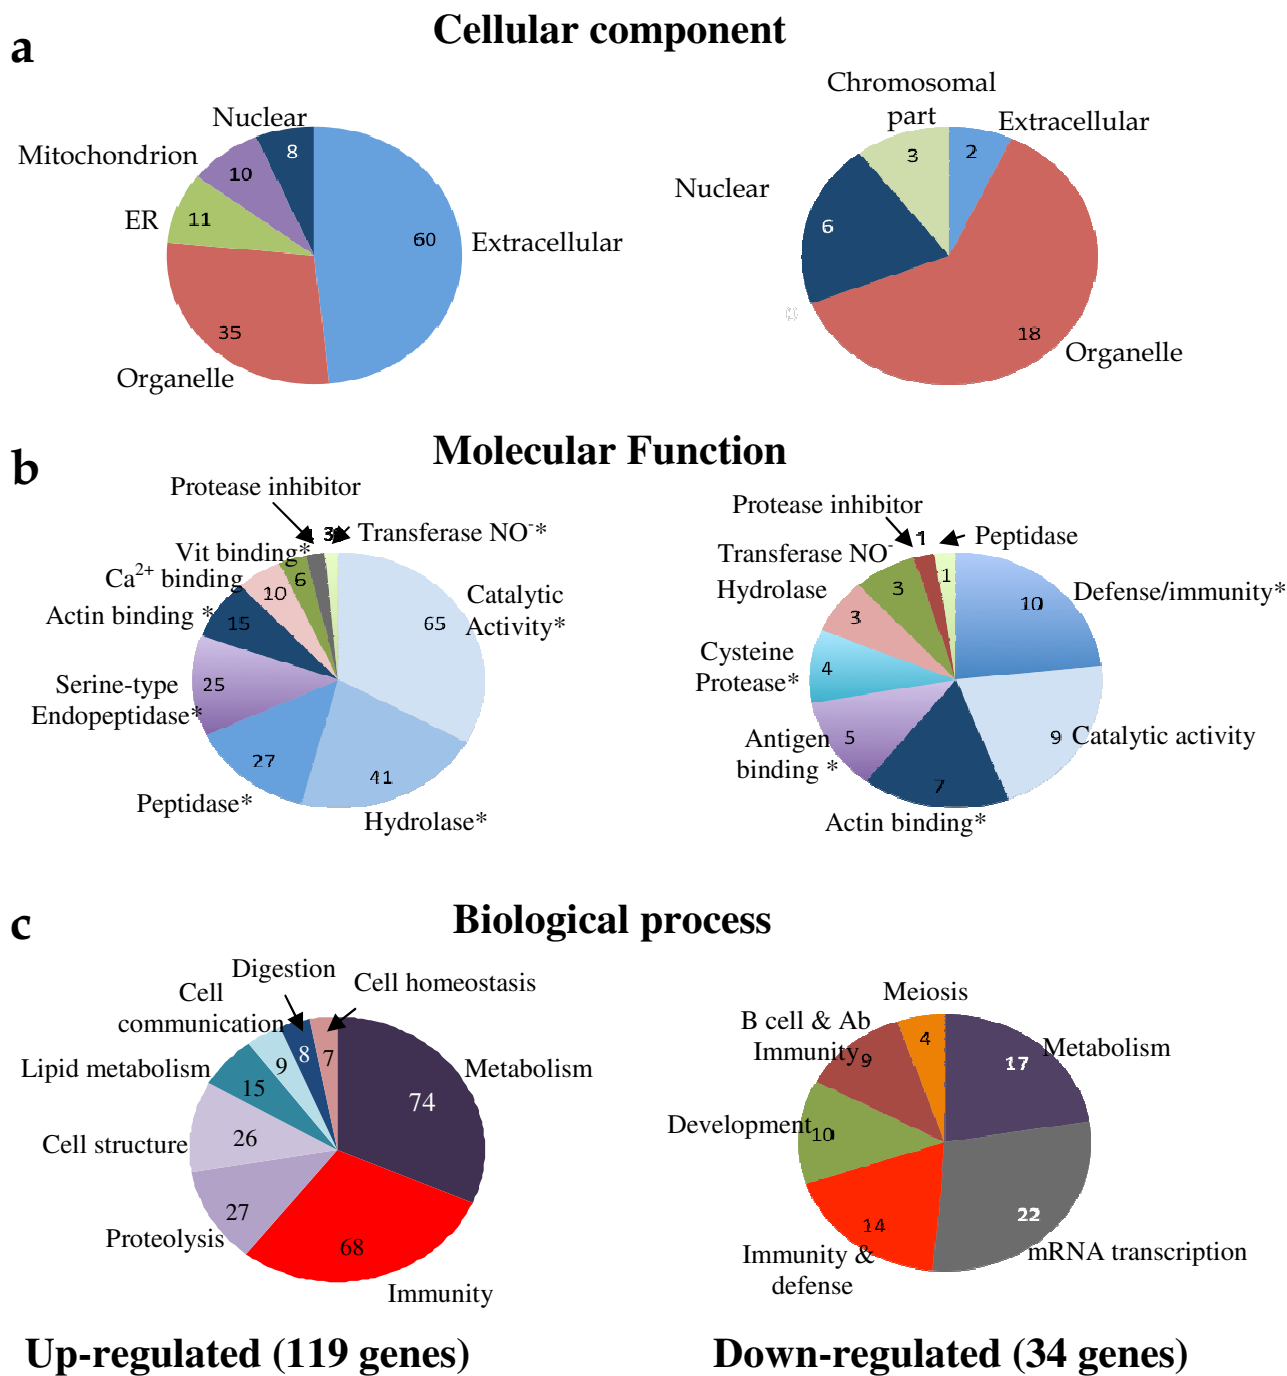 Cellular component
a
Nuclear
8
Mitochondrion
10
ER
11
60
Extracellular
35
Organelle
Chromosomal
part
Extracellular
3
2
Nuclear
6
18
Organelle
Molecular Function
b
Protease inhibitor
3
Transferase NO⁻*
Vit binding*
6
Ca²⁺ binding
10
Actin binding *
15
Catalytic
Activity*
65
Serine-type
Endopeptidase*
25
27
Peptidase*
41
Hydrolase*
Protease inhibitor
1
Peptidase
Transferase NO⁻
3
1
Hydrolase
3
Defense/immunity*
10
Cysteine
Protease*
4
Antigen
binding *
5
9
Catalytic activity
7
Actin binding*
Biological process
c
Digestion
Cell homeostasis
Cell
communication
9
8
7
Lipid metabolism
15
Metabolism
74
Cell structure
26
27
Proteolysis
68
Immunity
Meiosis
4
B cell & Ab
Immunity
9
Metabolism
17
Development
10
14
Immunity &
defense
22
mRNA transcription
Up-regulated (119 genes)
Down-regulated (34 genes)